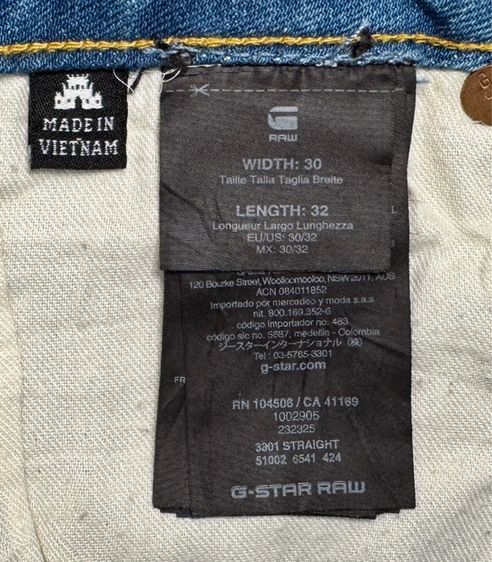 MADE IN
VIETNAM
G
RAW
WIDTH: 30
Taille Talla Taglia Breite
LENGTH: 32
Longueur Largo Lunghezza
EU/US: 30/32
MX: 30/32
120 Bourke Street, Woolloomooloo, NSW 2011, AUS
ACN 084011852
Importado por mercadeo y moda s.a.s
nit. 800.169.352-6
código importador no. 483
código sic no. 5687, medellin - Colombia
ジースターインターナショナル (株)
Tel: 03-5765-3301
g-star.com
FR
RN 104506 / CA 41169
1002905
232325
3301 STRAIGHT
51002 6541 424
G-STAR RAW